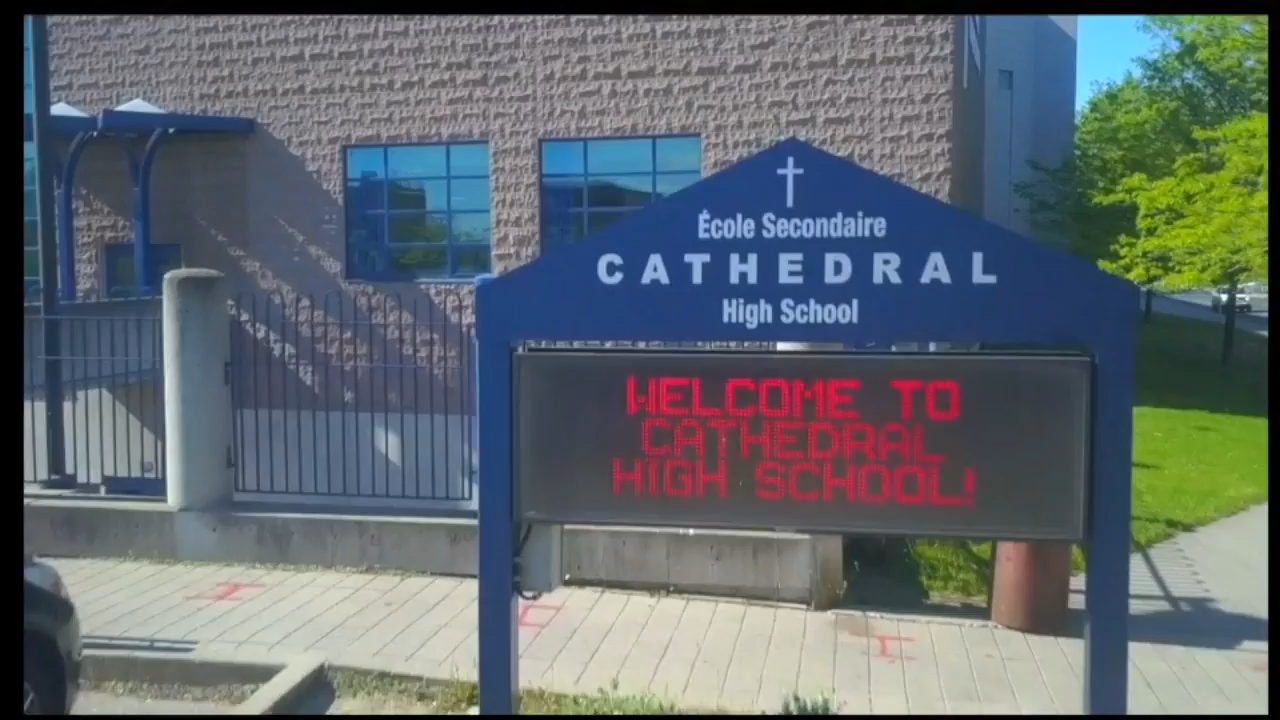 École Secondaire
CATHEDRAL
High School
WELCOME TO
CATHEDRAL
HIGH SCHOOL!